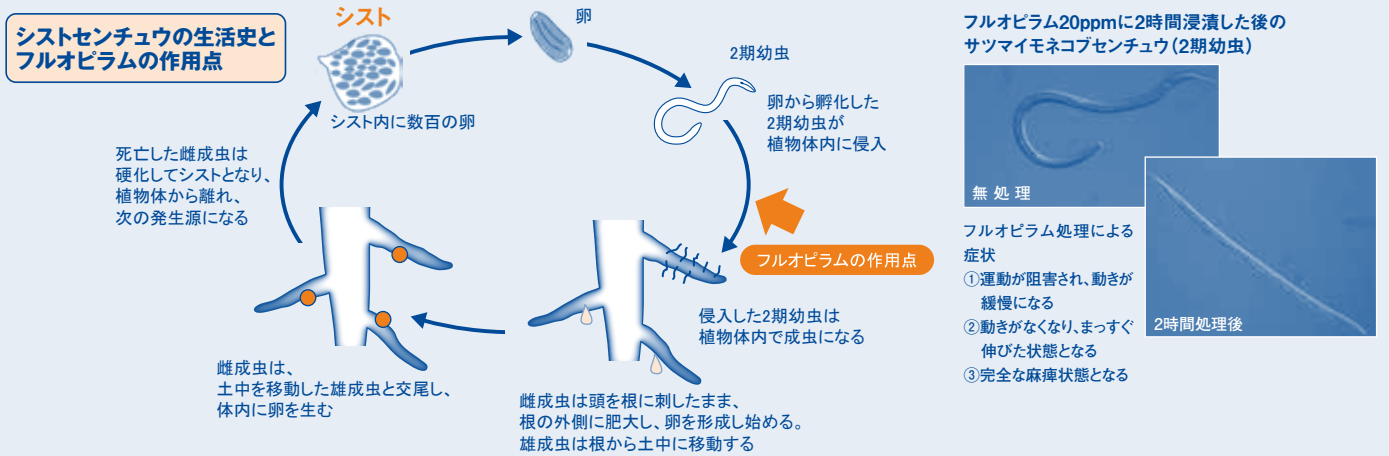 シストセンチュウの生活史と
フルオピラムの作用点
シスト
シスト内に数百の卵
卵
2期幼虫
卵から孵化した
2期幼虫が
植物体内に侵入
フルオピラムの作用点
侵入した2期幼虫は
植物体内で成虫になる
雌成虫は頭を根に刺したまま、
根の外側に肥大し、卵を形成し始める。
雄成虫は根から土中に移動する
雌成虫は、
土中を移動した雄成虫と交尾し、
体内に卵を生む
死亡した雌成虫は
硬化してシストとなり、
植物体から離れ、
次の発生源になる
フルオピラム20ppmに2時間浸漬した後の
サツマイモネコブセンチュウ(2期幼虫)
無処理
2時間処理後
フルオピラム処理による
症状
①運動が阻害され、動きが
緩慢になる
②動きがなくなり、まっすぐ
伸びた状態となる
③完全な麻痺状態となる